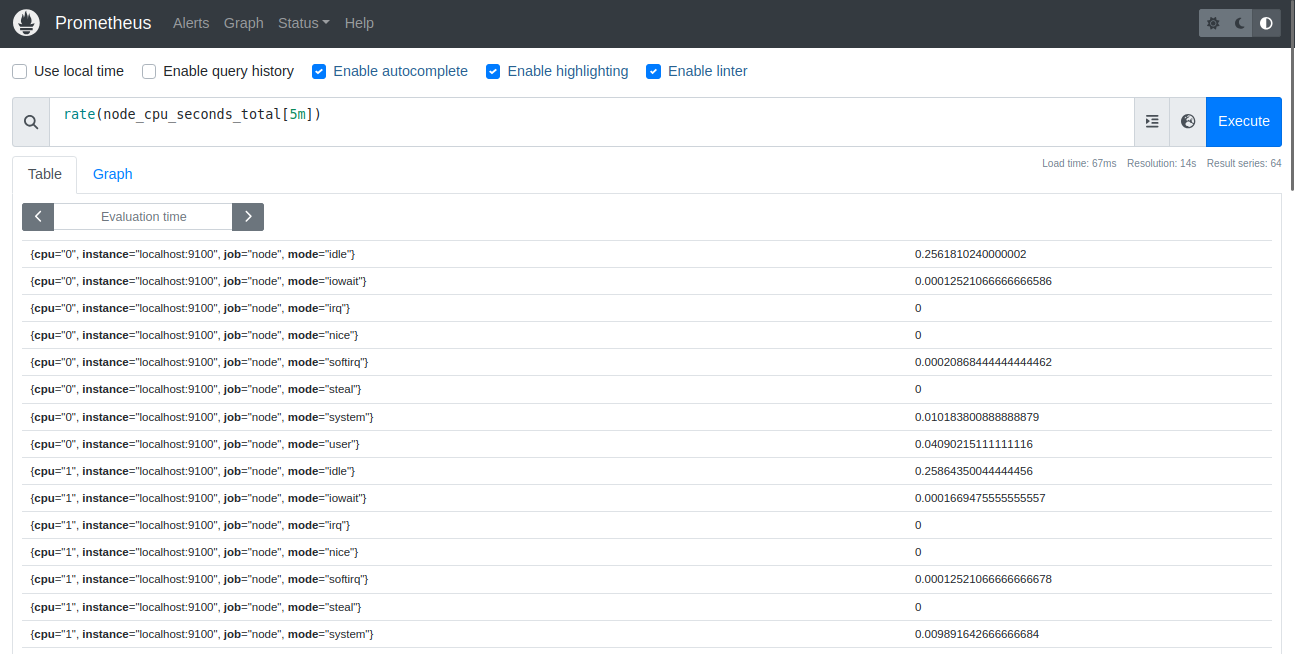 Prometheus Alerts Graph Status Help
Use local time Enable query history Enable autocomplete Enable highlighting Enable linter
rate(node_cpu_seconds_total[5m]) Execute
Load time: 67ms Resolution: 14s Result series: 64
Table Graph
Evaluation time
{cpu="0", instance="localhost:9100", job="node", mode="idle"} 0.2561810240000002
{cpu="0", instance="localhost:9100", job="node", mode="iowait"} 0.00012521066666666586
{cpu="0", instance="localhost:9100", job="node", mode="irq"} 0
{cpu="0", instance="localhost:9100", job="node", mode="nice"} 0
{cpu="0", instance="localhost:9100", job="node", mode="softirq"} 0.00020868444444444462
{cpu="0", instance="localhost:9100", job="node", mode="steal"} 0
{cpu="0", instance="localhost:9100", job="node", mode="system"} 0.010183800888888879
{cpu="0", instance="localhost:9100", job="node", mode="user"} 0.04090215111111116
{cpu="1", instance="localhost:9100", job="node", mode="idle"} 0.25864350044444456
{cpu="1", instance="localhost:9100", job="node", mode="iowait"} 0.0001669475555555557
{cpu="1", instance="localhost:9100", job="node", mode="irq"} 0
{cpu="1", instance="localhost:9100", job="node", mode="nice"} 0
{cpu="1", instance="localhost:9100", job="node", mode="softirq"} 0.00012521066666666678
{cpu="1", instance="localhost:9100", job="node", mode="steal"} 0
{cpu="1", instance="localhost:9100", job="node", mode="system"} 0.009891642666666684